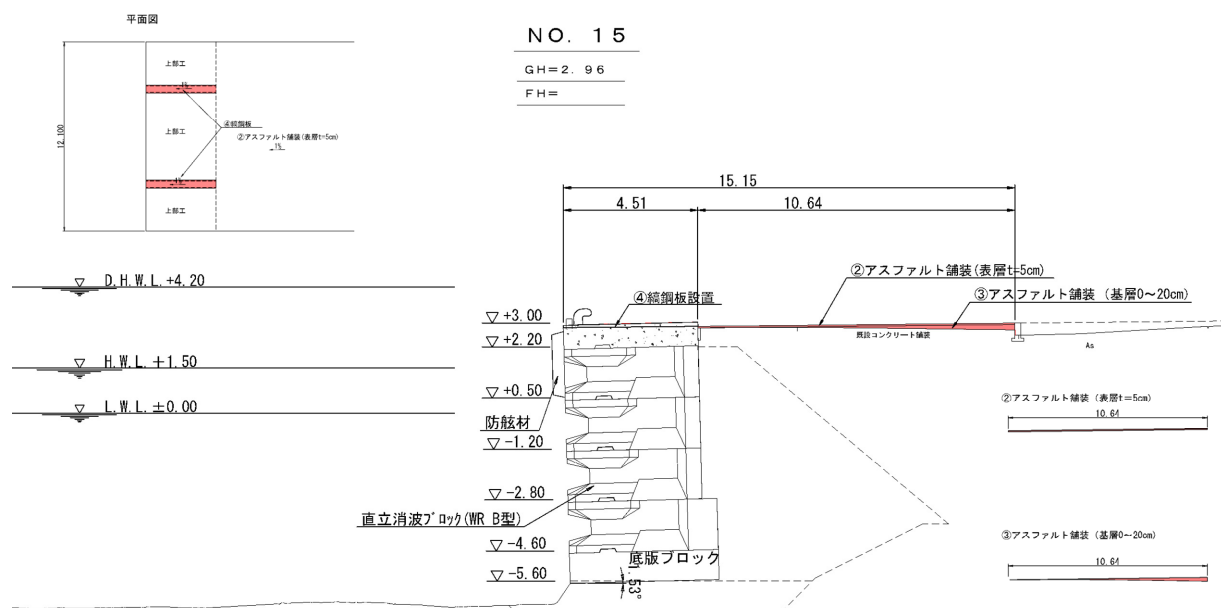 平面図
NO. 15
GH=2. 96
FH=
上部工
12.100
上部工
④縞鋼板
②アスファルト舗装(表層t=5cm)
1%
上部工
15. 15
4. 51
10. 64
D. H. W. L. +4. 20
②アスファルト舗装(表層t=5cm)
④縞鋼板設置
③アスファルト舗装 (基層0~20cm)
▽ +3. 00
▽ +2. 20
既設コンクリート舗装
As
H. W. L. +1. 50
▽ +0. 50
L. W. L. ±0. 00
防舷材
②アスファルト舗装 (表層t=5cm)
10. 64
▽ -1. 20
▽ -2. 80
直立消波ブロック(WR B型)
▽ -4. 60
底版ブロック
③アスファルト舗装 (基層0~20cm)
10. 64
▽ -5. 60
1. 53°